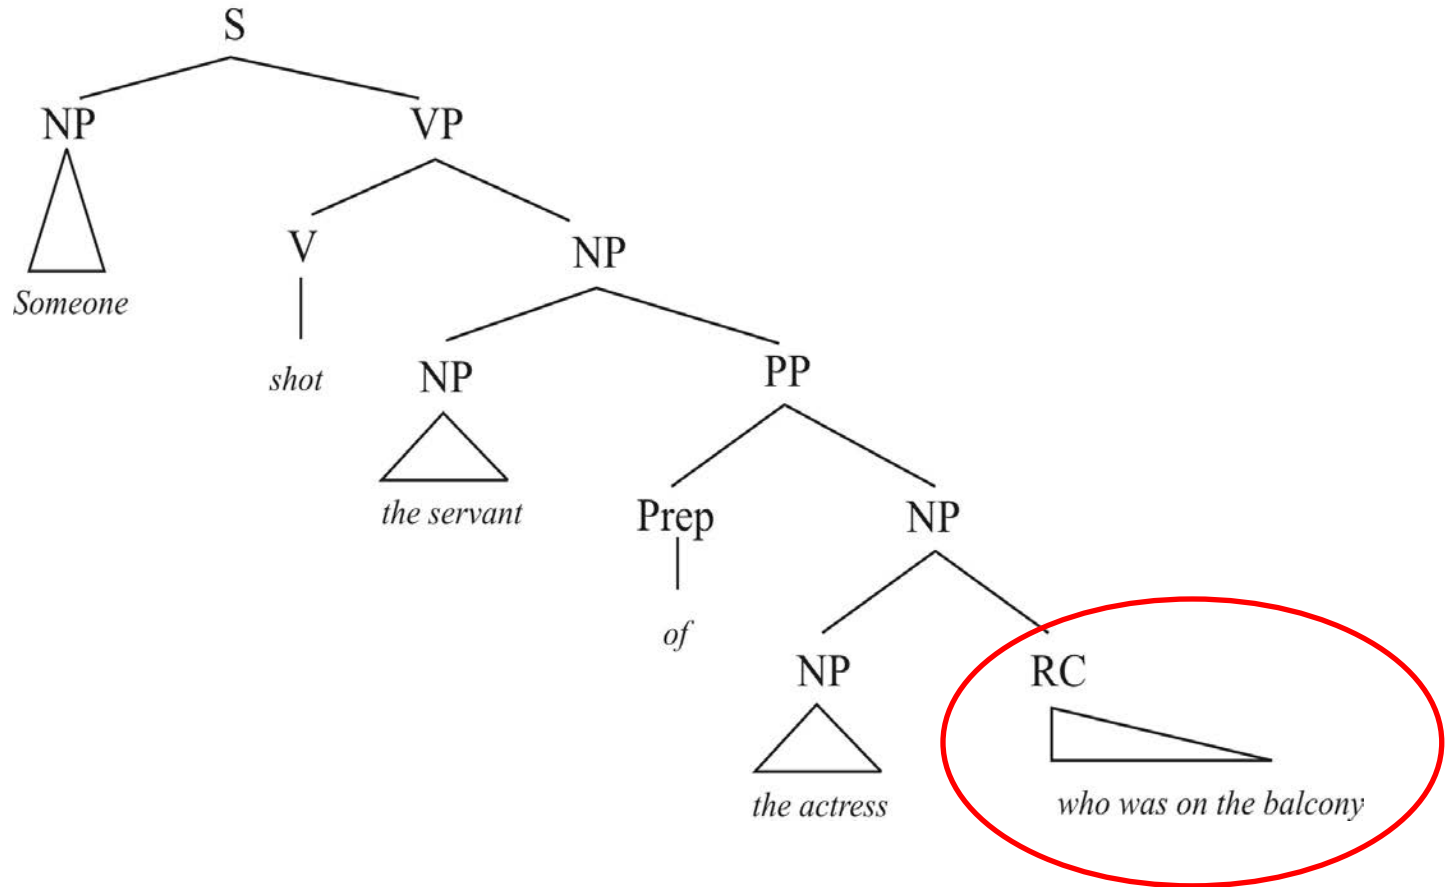 S
NP VP
V NP
Someone
shot NP PP
the servant Prep NP
of
NP RC
the actress who was on the balcony